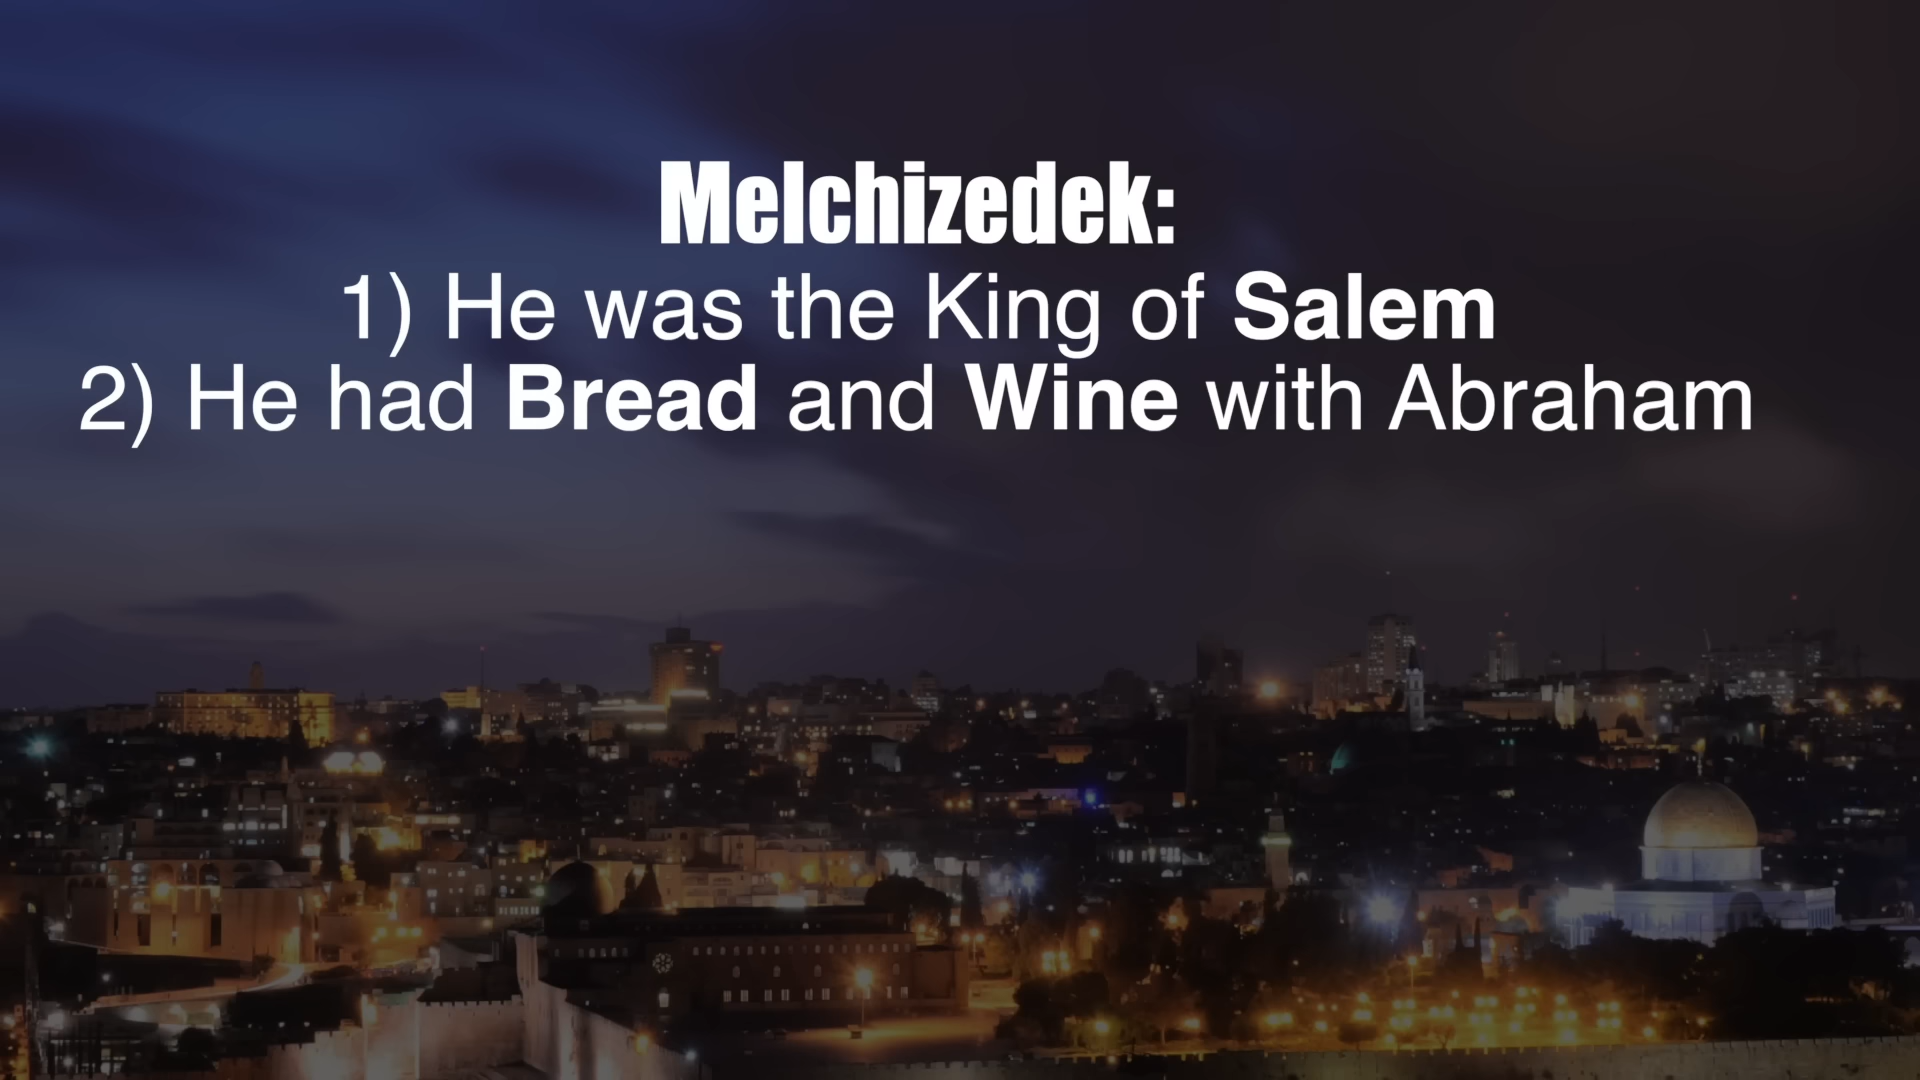 Melchizedek:
1) He was the King of Salem
2) He had Bread and Wine with Abraham